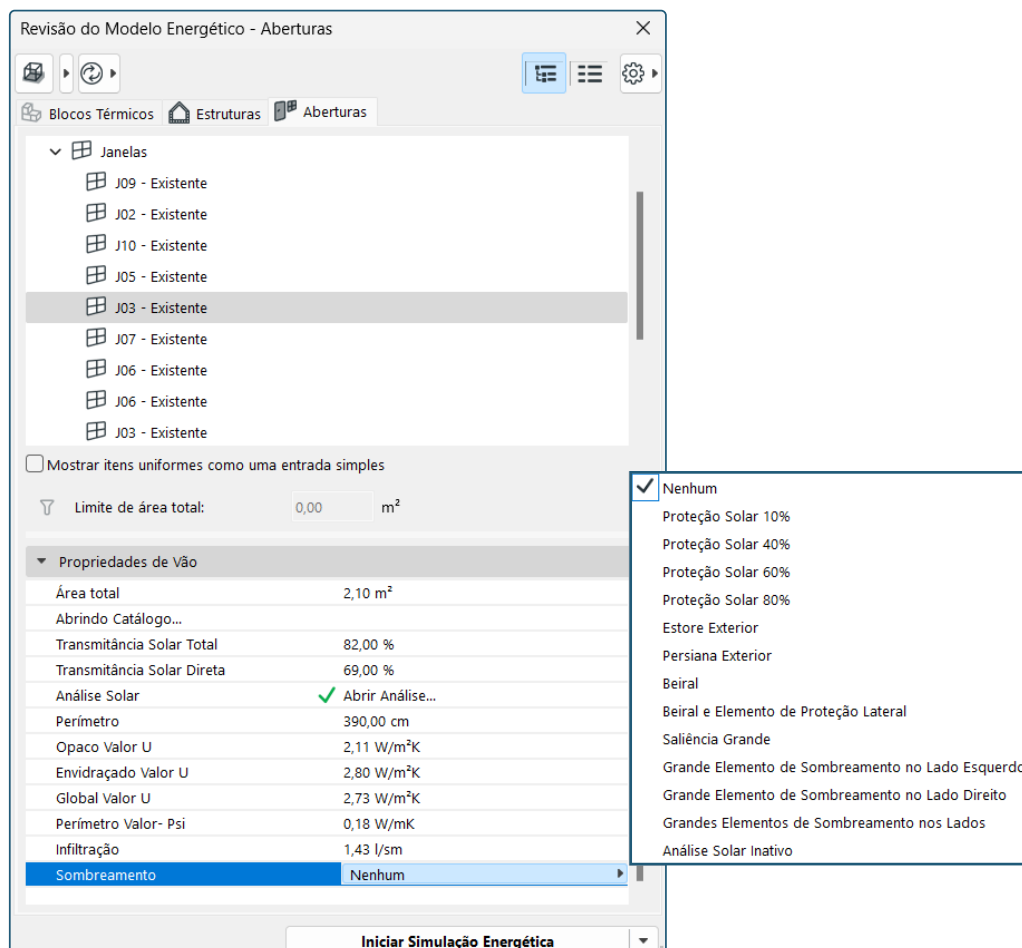 Revisão do Modelo Energético - Aberturas
Blocos Térmicos Estruturas Aberturas
Janelas
J09 - Existente
J02 - Existente
J10 - Existente
J05 - Existente
J03 - Existente
J07 - Existente
J06 - Existente
J06 - Existente
J03 - Existente
Mostrar itens uniformes como uma entrada simples
Limite de área total: 0,00 m²
Propriedades de Vão
Área total 2,10 m²
Abrindo Catálogo...
Transmitância Solar Total 82,00 %
Transmitância Solar Direta 69,00 %
Análise Solar Abrir Análise...
Perímetro 390,00 cm
Opaco Valor U 2,11 W/m²K
Envidraçado Valor U 2,80 W/m²K
Global Valor U 2,73 W/m²K
Perímetro Valor- Psi 0,18 W/mK
Infiltração 1,43 l/sm
Sombreamento Nenhum
Iniciar Simulação Energética
Nenhum
Proteção Solar 10%
Proteção Solar 40%
Proteção Solar 60%
Proteção Solar 80%
Estore Exterior
Persiana Exterior
Beiral
Beiral e Elemento de Proteção Lateral
Saliência Grande
Grande Elemento de Sombreamento no Lado Esquerdo
Grande Elemento de Sombreamento no Lado Direito
Grandes Elementos de Sombreamento nos Lados
Análise Solar Inativo